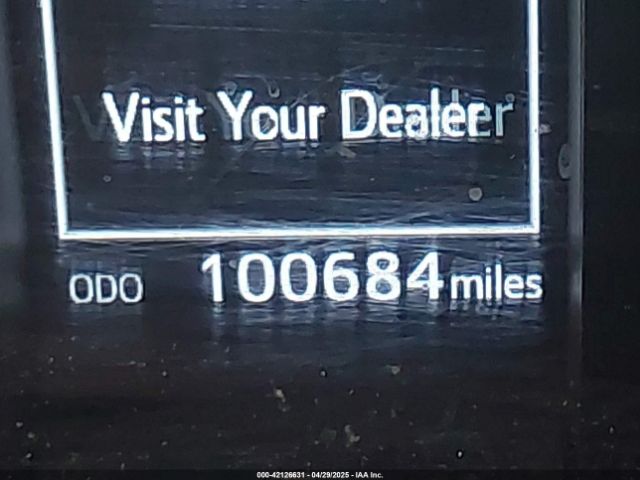 Visit Your Dealer
ODO 100684 miles
000-42126631 - 04/29/2025 - IAA Inc.